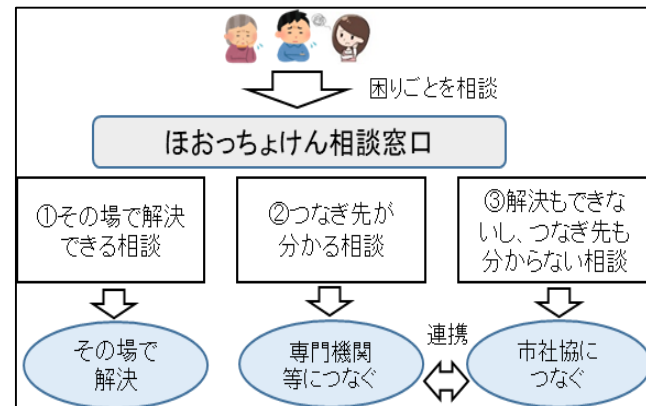 困りごとを相談
ほおっちょけん相談窓口
①その場で解決
できる相談
②つなぎ先が
分かる相談
③解決もできな
いし、つなぎ先も
分からない相談
その場で
解決
専門機関
等につなぐ
連携
市社協に
つなぐ